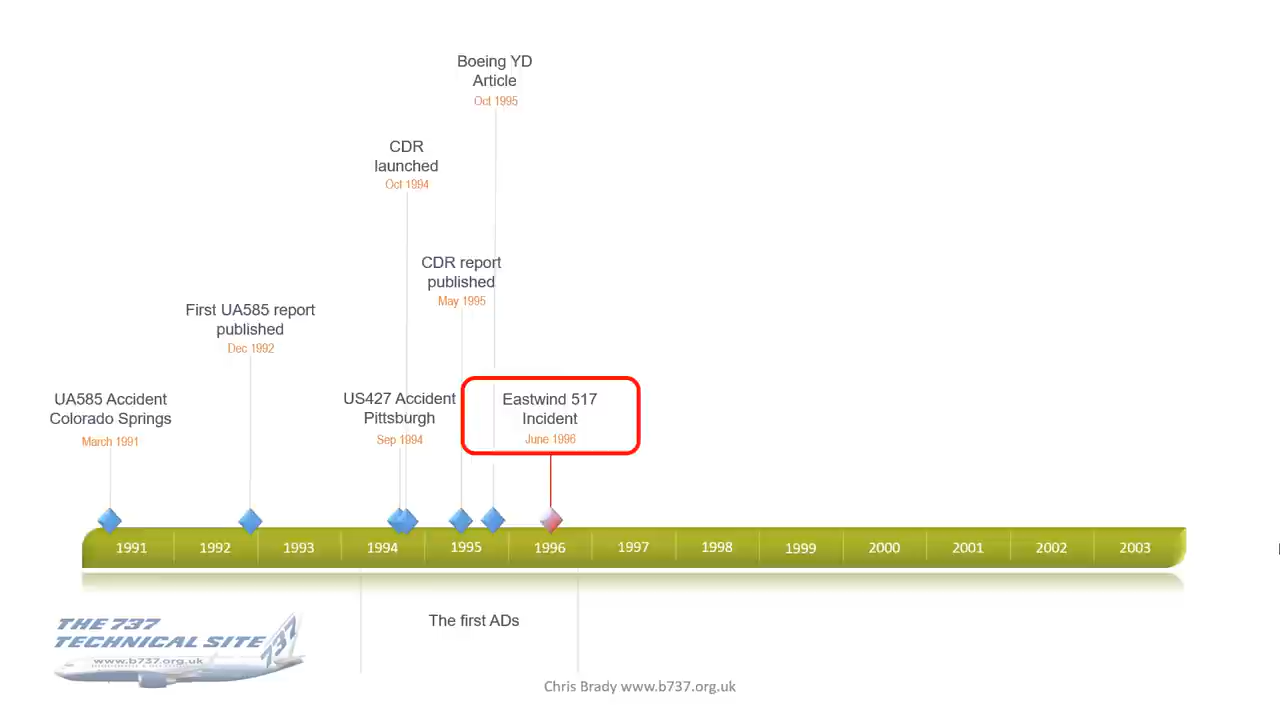 Boeing YD
Article
Oct 1995
CDR
launched
Oct 1994
CDR report
published
May 1995
First UA585 report
published
Dec 1992
UA585 Accident
Colorado Springs
March 1991
US427 Accident
Pittsburgh
Sep 1994
Eastwind 517
Incident
June 1996
1991 1992 1993 1994 1995 1996 1997 1998 1999 2000 2001 2002 2003
The first ADs
THE 737
TECHNICAL SITE
737
www.b737.org.uk
Chris Brady www.b737.org.uk